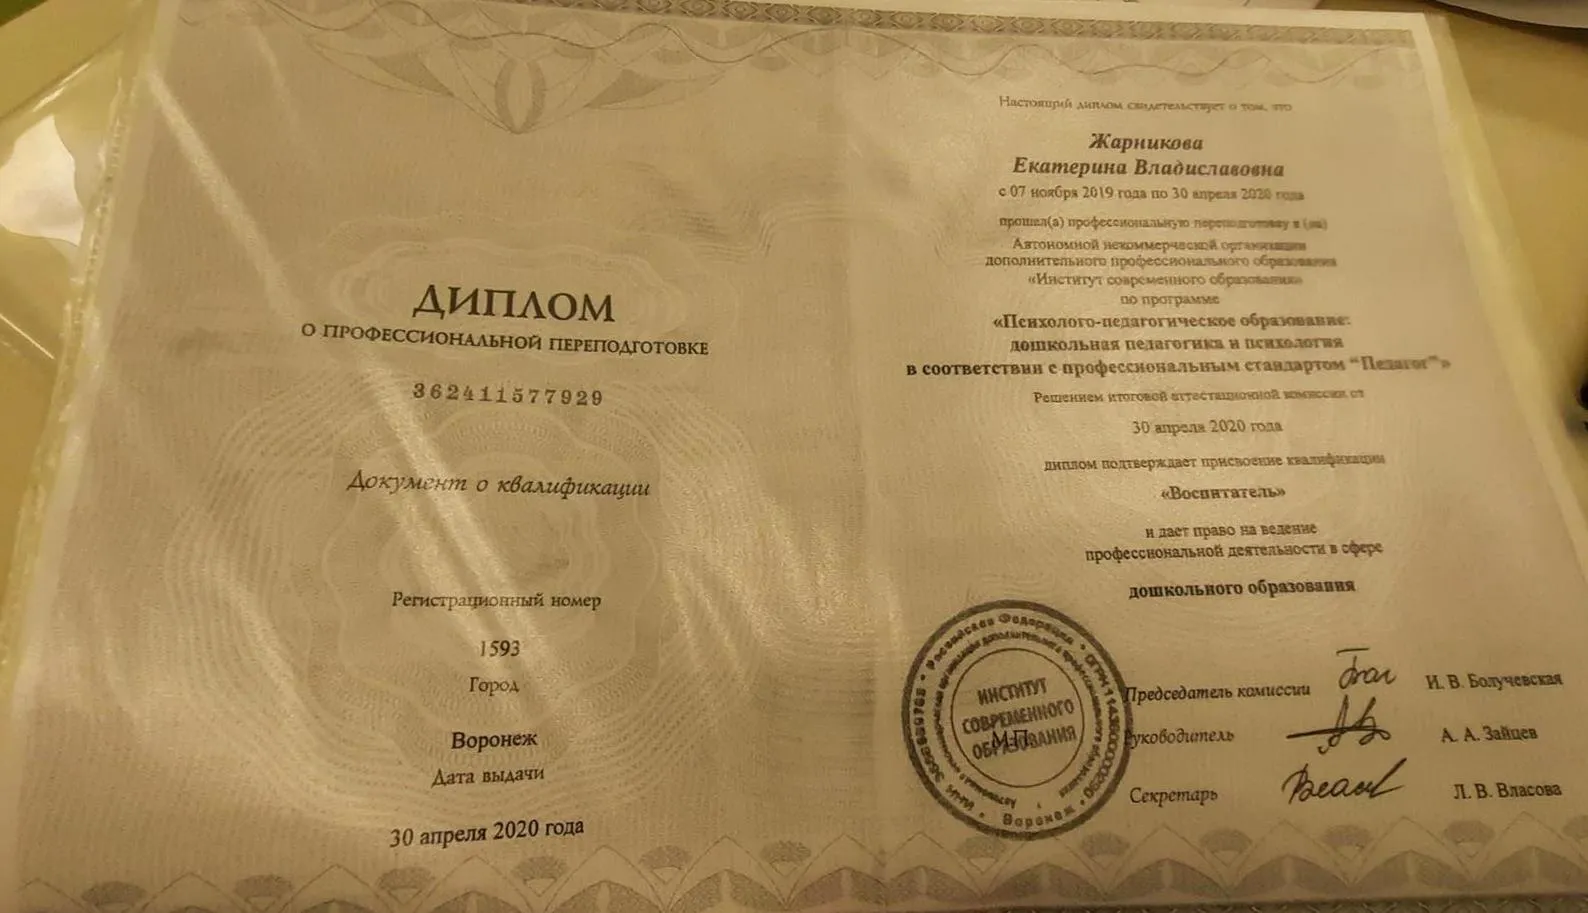 ДИПЛОМ
О ПРОФЕССИОНАЛЬНОЙ ПЕРЕПОДГОТОВКЕ
362411577929
Документ о квалификации
Регистрационный номер
1593
Город
Воронеж
Дата выдачи
30 апреля 2020 года
Настоящий диплом свидетельствует о том, что
Жарникова
Екатерина Владиславовна
с 07 ноября 2019 года по 30 апреля 2020 года
прошел(а) профессиональную переподготовку в (на)
Автономной некоммерческой организации
дополнительного профессионального образования
«Институт современного образования»
по программе
«Психолого-педагогическое образование:
дошкольная педагогика и психология
в соответствии с профессиональным стандартом "Педагог"»
Решением итоговой аттестационной комиссии от
30 апреля 2020 года
диплом подтверждает присвоение квалификации
«Воспитатель»
и дает право на ведение
профессиональной деятельности в сфере
дошкольного образования
Председатель комиссии И. В. Болучевская
Руководитель А. А. Зайцев
Секретарь Л. В. Власова
М.П.
ИНСТИТУТ
СОВРЕМЕННОГО
ОБРАЗОВАНИЯ
Российская Федерация
Воронеж